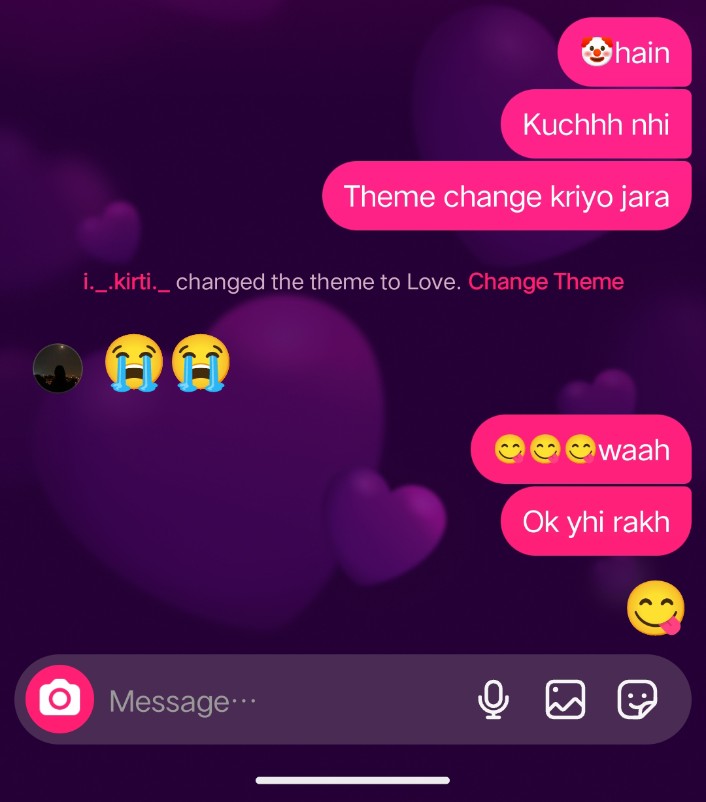 🤡hain
Kuchhh nhi
Theme change kriyo jara
i._.kirti._ changed the theme to Love. Change Theme
😭😭
😋😋😋waah
Ok yhi rakh
😋
Message...